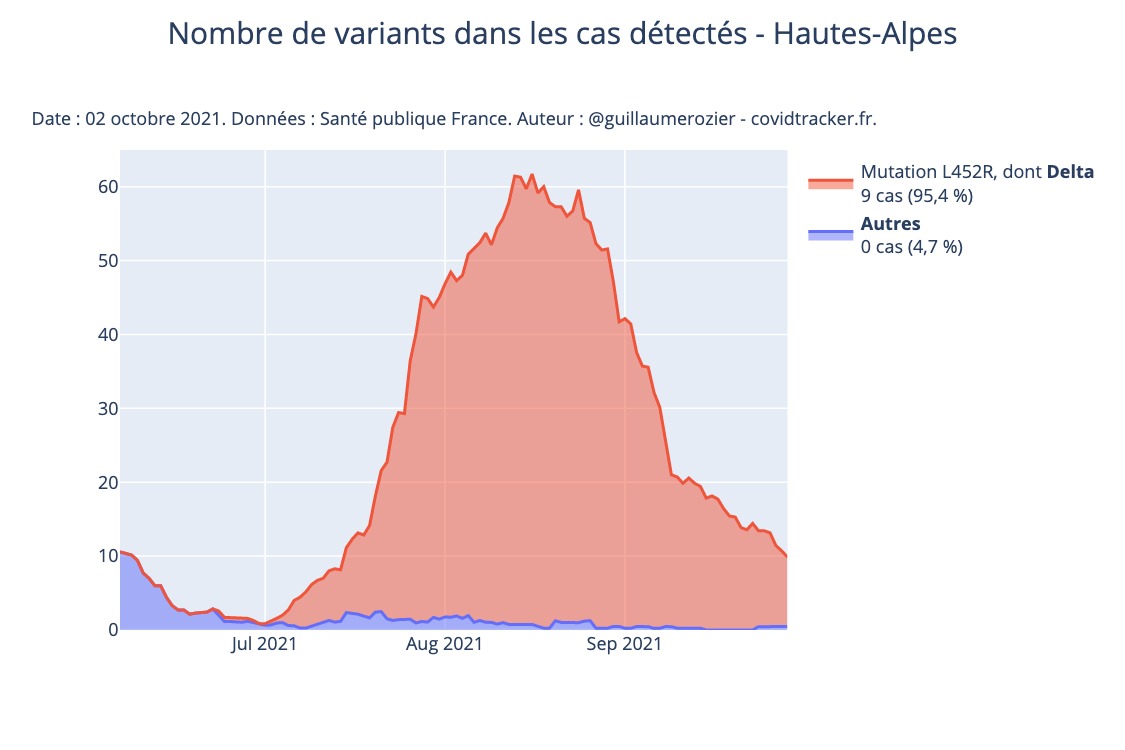 Nombre de variants dans les cas détectés - Hautes-Alpes
Date : 02 octobre 2021. Données : Santé publique France. Auteur : @guillaumerozier - covidtracker.fr.
Mutation L452R, dont Delta
9 cas (95,4 %)
Autres
0 cas (4,7 %)
60
50
40
30
20
10
0
Jul 2021
Aug 2021
Sep 2021